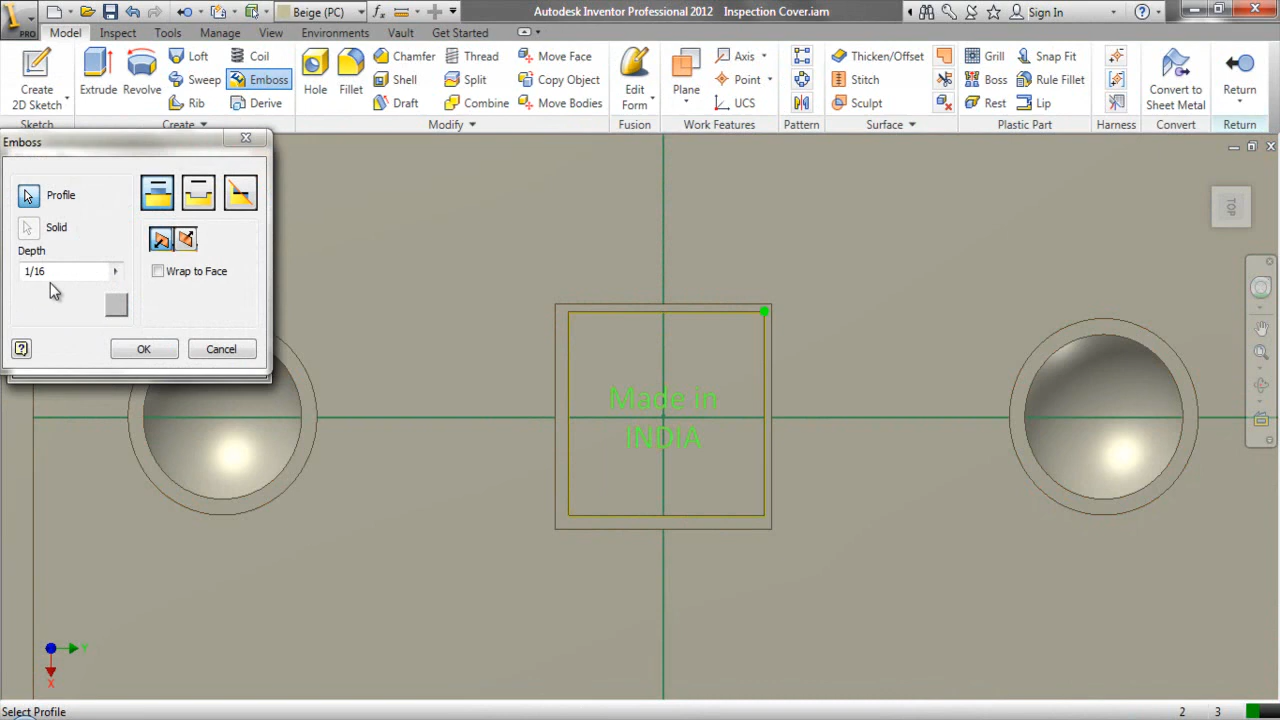 Autodesk Inventor Professional 2012 Inspection Cover.iam
Beige (PC)
Sign In
PRO
Model Inspect Tools Manage View Environments Vault Get Started
Create
2D Sketch
Extrude
Revolve
Loft
Sweep
Rib
Coil
Emboss
Derive
Hole
Fillet
Chamfer
Shell
Draft
Thread
Split
Combine
Move Face
Copy Object
Move Bodies
Edit
Form
Plane
Axis
Point
UCS
Thicken/Offset
Stitch
Sculpt
Grill
Boss
Rest
Snap Fit
Rule Fillet
Lip
Convert to
Sheet Metal
Return
Sketch Create Modify Fusion Work Features Pattern Surface Plastic Part Harness Convert Return
Emboss
Profile
Solid
Depth
1/16
Wrap to Face
OK
Cancel
TOP
Made in
INDIA
Y
X
Select Profile
2 3